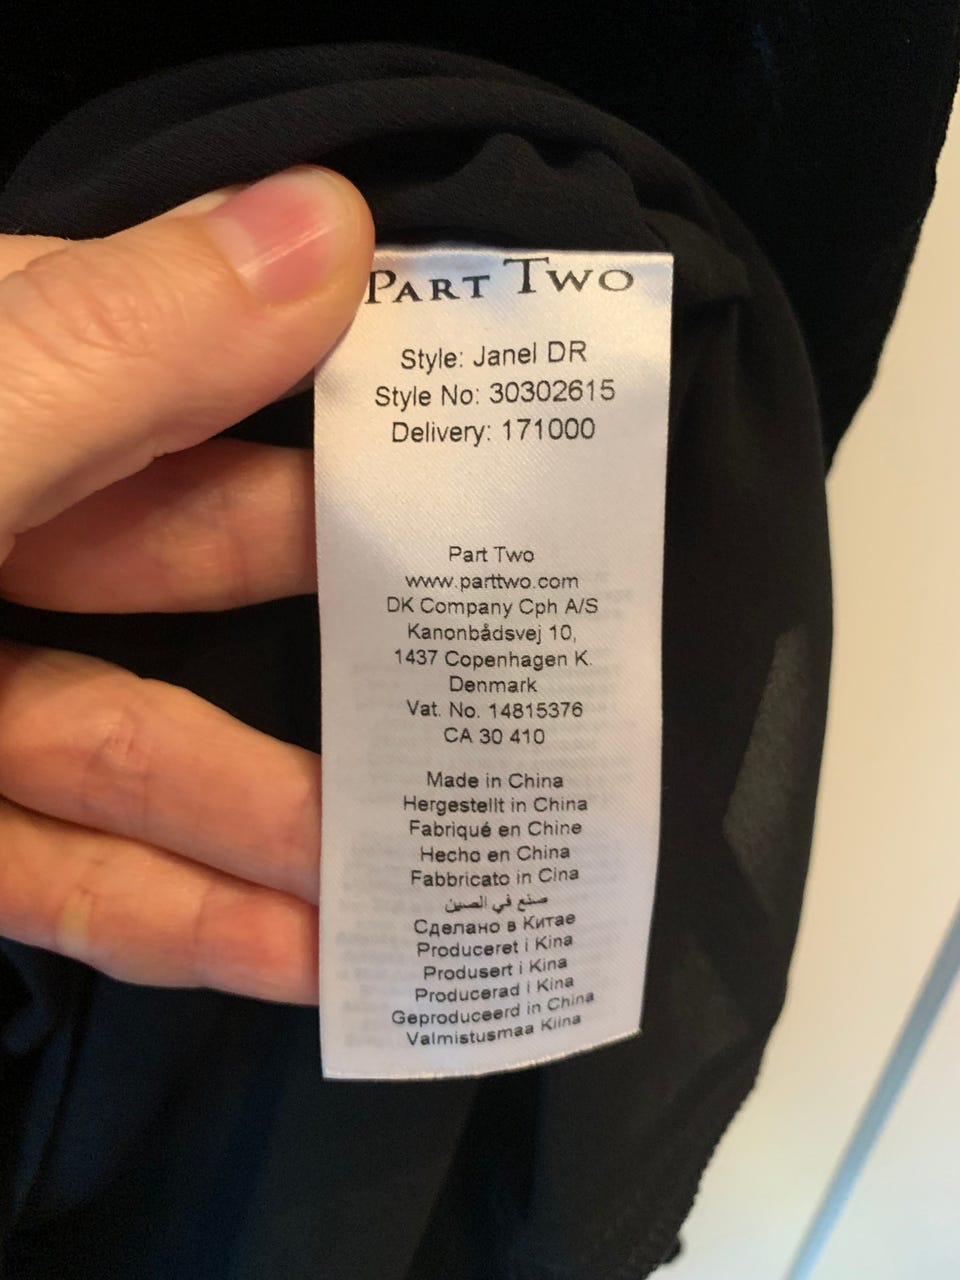 PART TWO
Style: Janel DR
Style No: 30302615
Delivery: 171000
Part Two
www.parttwo.com
DK Company Cph A/S
Kanonbådsvej 10,
1437 Copenhagen K.
Denmark
Vat. No. 14815376
CA 30 410
Made in China
Hergestellt in China
Fabriqué en Chine
Hecho en China
Fabbricato in Cina
صنع في الصين
Сделано в Китае
Produceret i Kina
Produsert i Kina
Producerad i Kina
Geproduceerd in China
Valmistusmaa Kiina